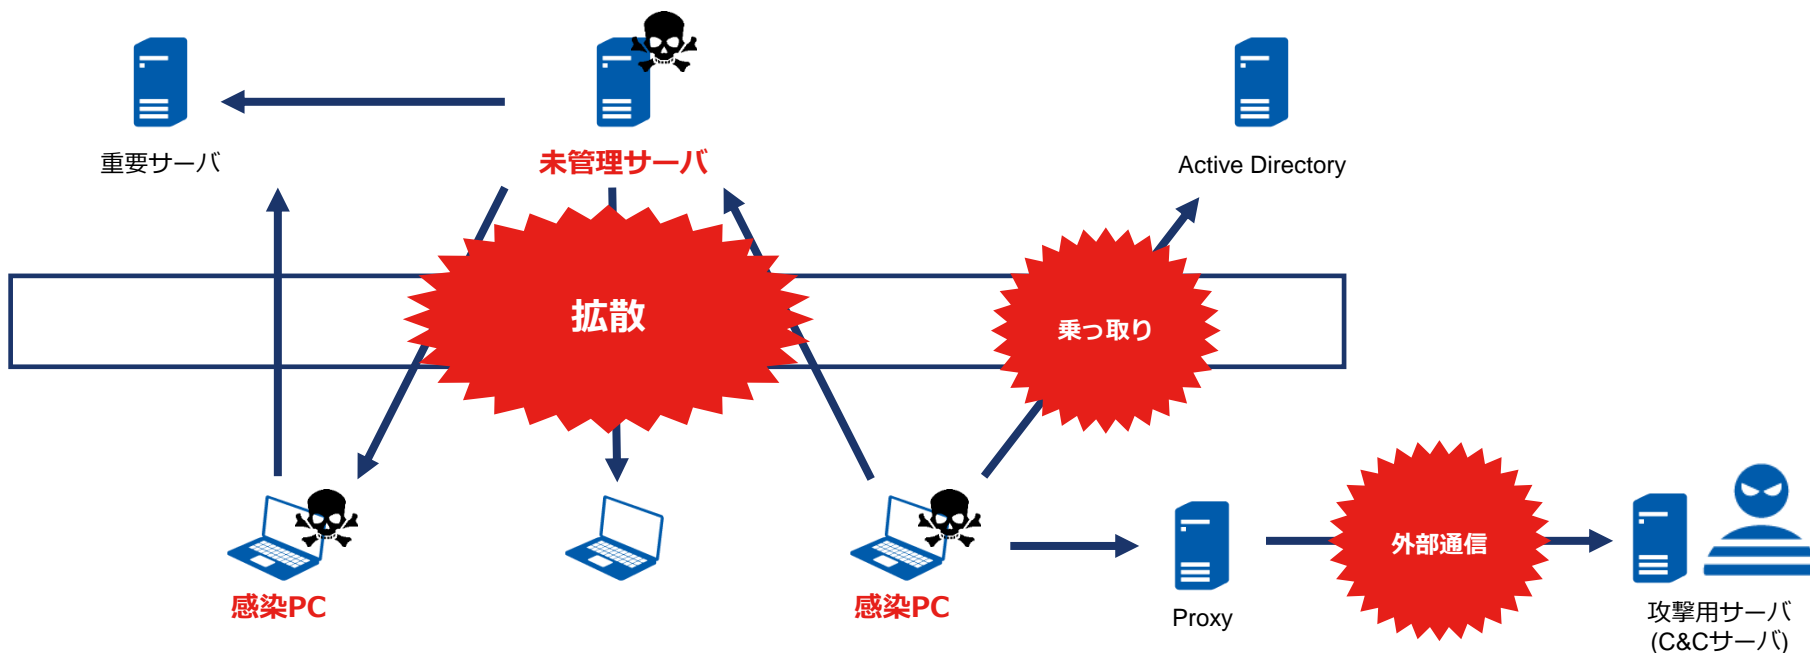 重要サーバ
未管理サーバ
Active Directory
拡散
乗っ取り
感染PC
感染PC
Proxy
外部通信
攻撃用サーバ
(C&Cサーバ)